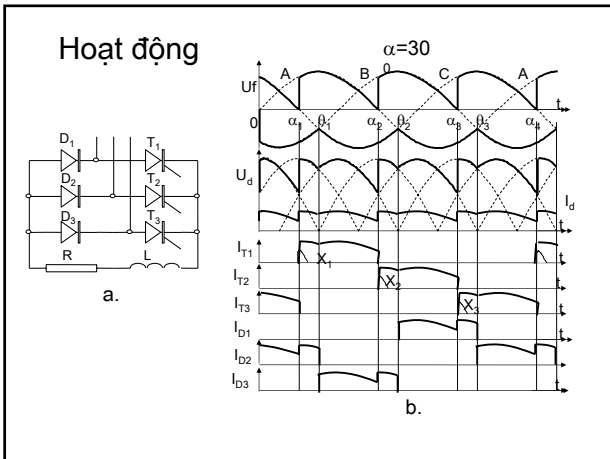 Hoạt động
α=30
0
A B C A
Uf
t
0 α1 θ1 α2 θ2 α3 θ3 α4
D1 T1
D2 T2
D3 T3
R L
a.
Ud
Id
t
IT1 X1 t
IT2 X2 t
IT3 X3 t
ID1 t
ID2
ID3 t
b.